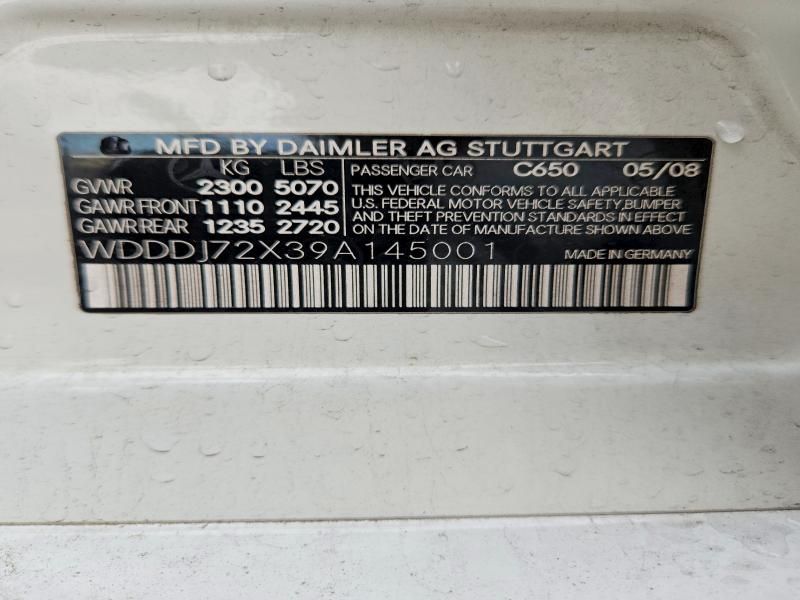 MFD BY DAIMLER AG STUTTGART
KG LBS PASSENGER CAR C650 05/08
GVWR 2300 5070 THIS VEHICLE CONFORMS TO ALL APPLICABLE
GAWR FRONT 1110 2445 U.S. FEDERAL MOTOR VEHICLE SAFETY,BUMPER
GAWR REAR 1235 2720 AND THEFT PREVENTION STANDARDS IN EFFECT
ON THE DATE OF MANUFACTURE SHOWN ABOVE
WDDDJ72X39A145001 MADE IN GERMANY